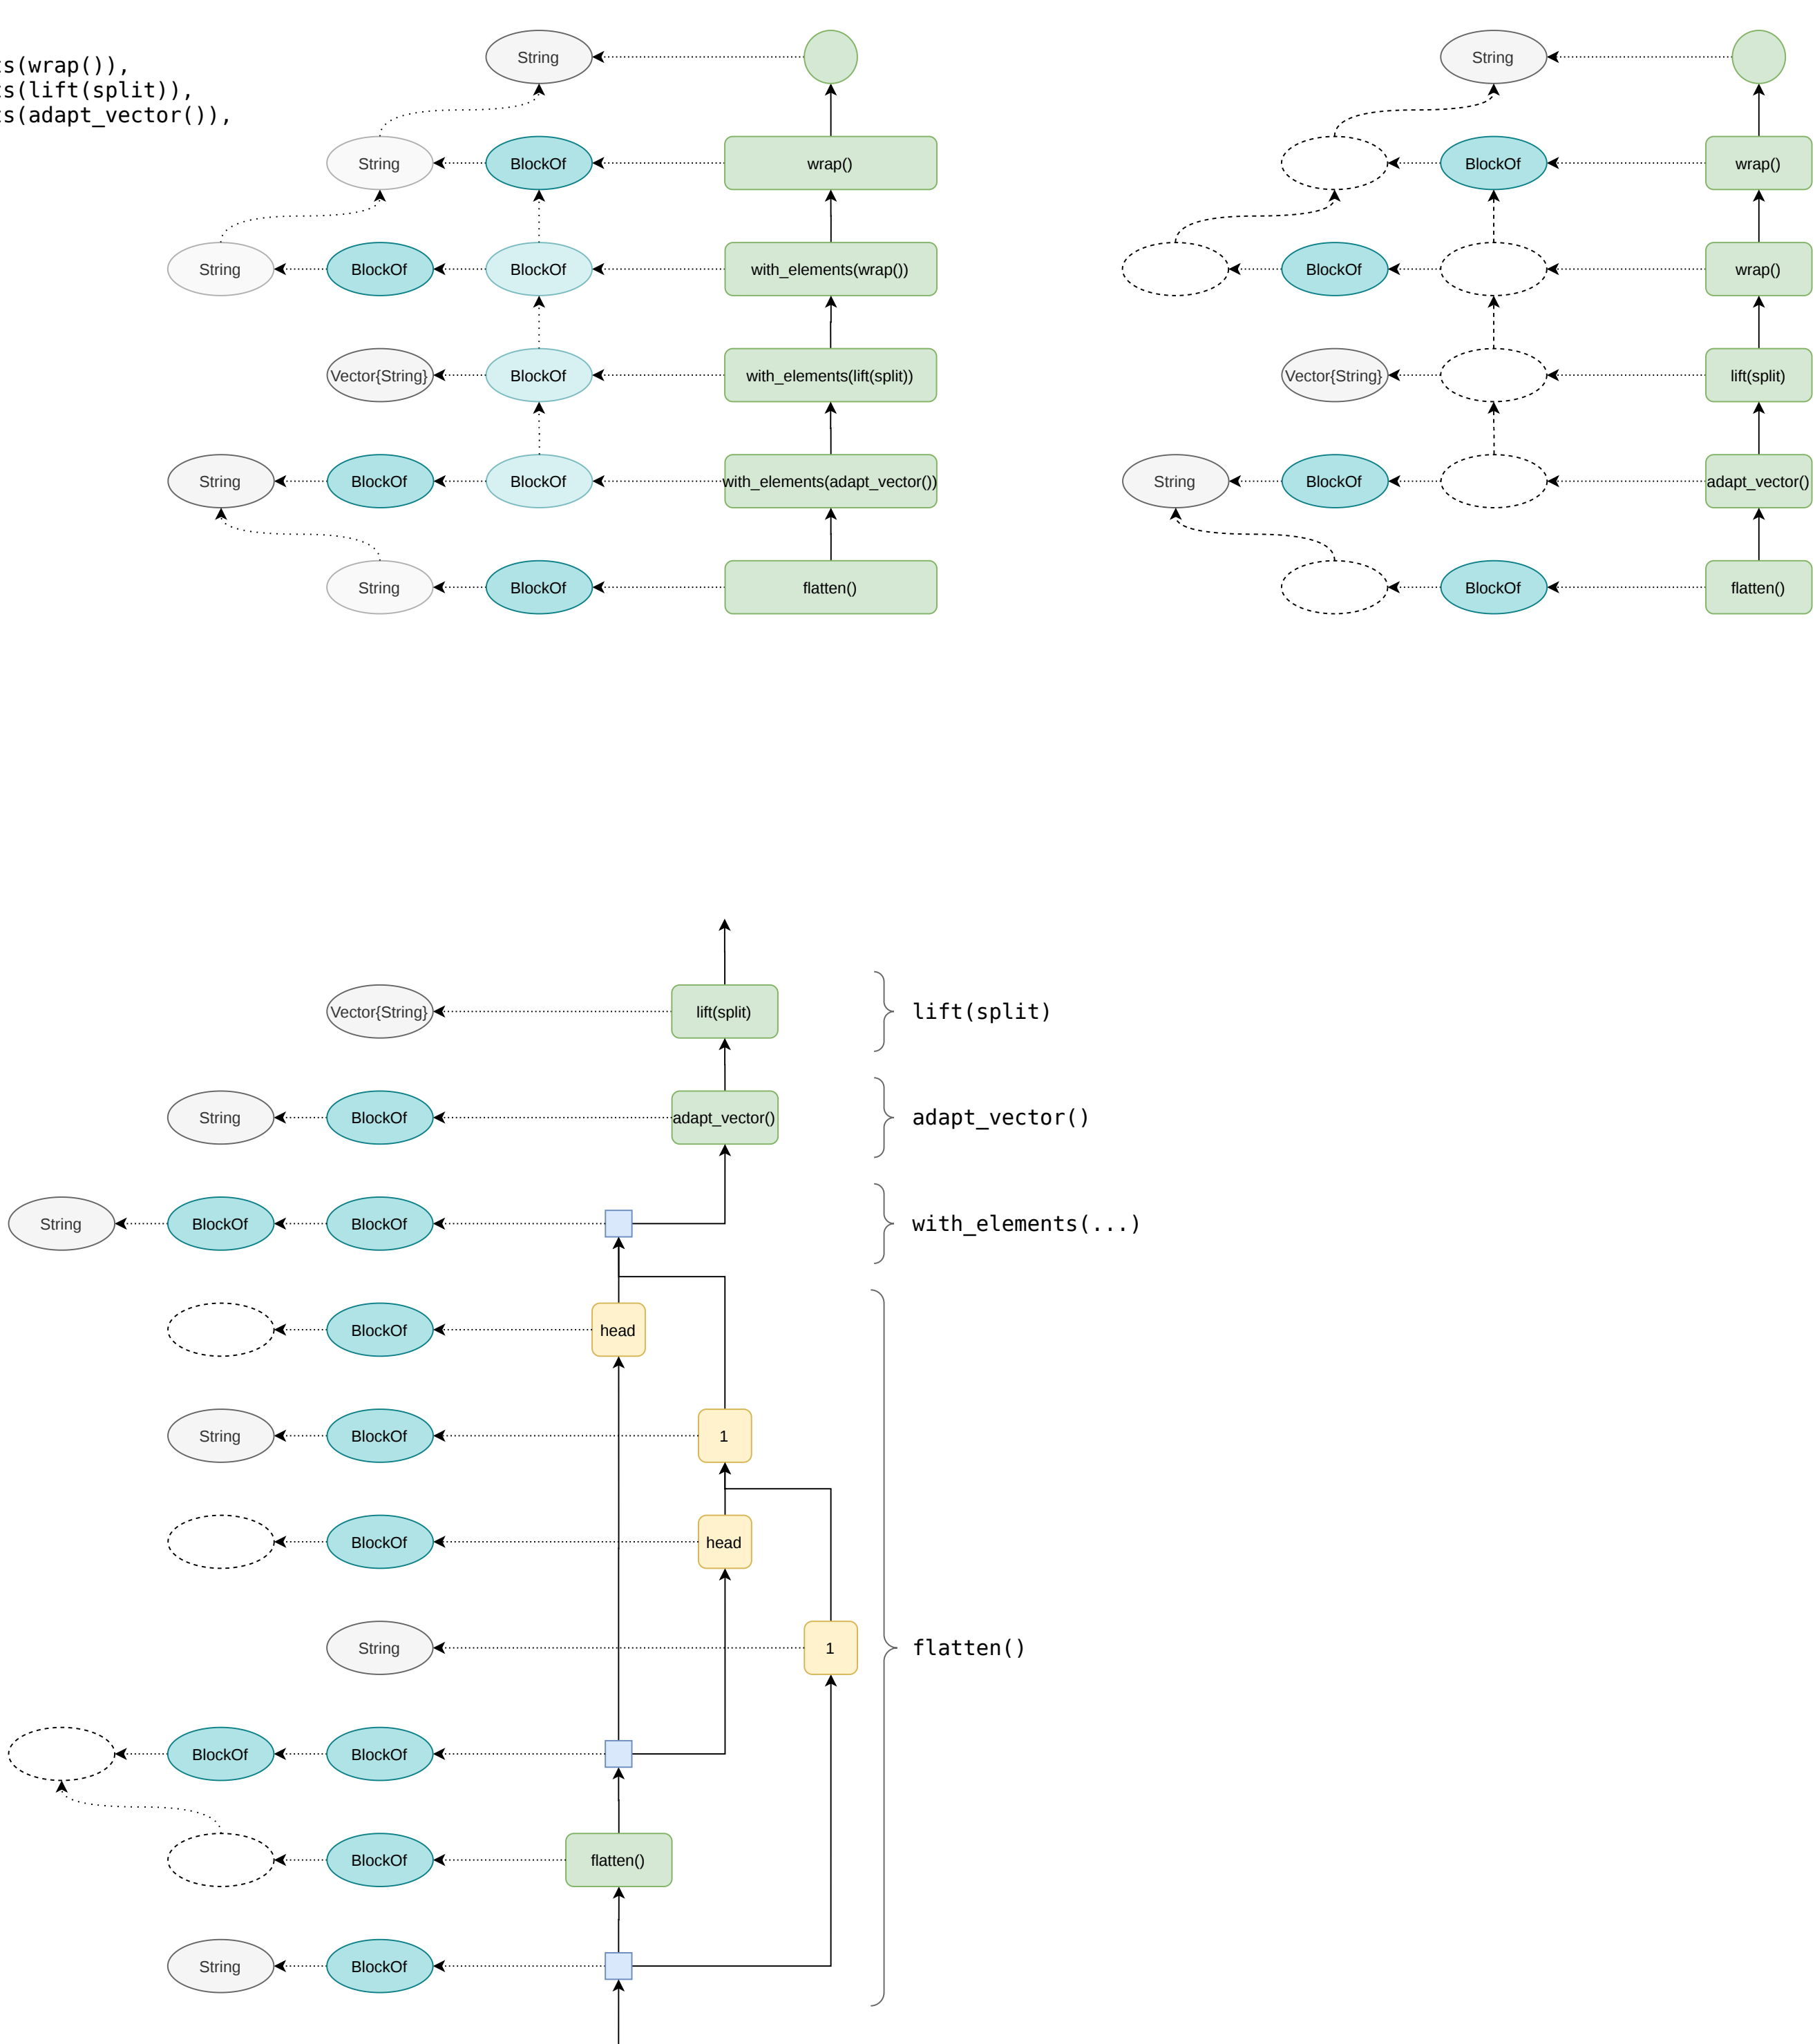 ts(wrap()),
ts(lift(split)),
ts(adapt_vector()),
String
String BlockOf wrap()
String BlockOf BlockOf with_elements(wrap())
Vector{String} BlockOf with_elements(lift(split))
String BlockOf BlockOf with_elements(adapt_vector())
String BlockOf flatten()
String
BlockOf wrap()
BlockOf wrap()
Vector{String} lift(split)
String BlockOf adapt_vector()
BlockOf flatten()
Vector{String} lift(split) lift(split)
String BlockOf adapt_vector() adapt_vector()
String BlockOf BlockOf with_elements(...)
BlockOf head
String BlockOf 1
BlockOf head
String 1 flatten()
BlockOf BlockOf
BlockOf flatten()
String BlockOf